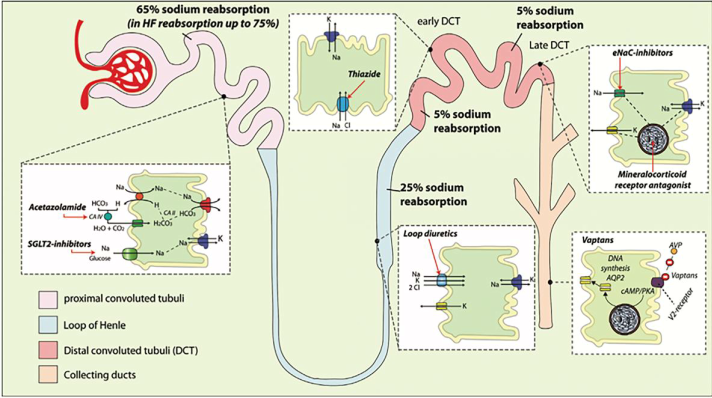 65% sodium reabsorption
(in HF reabsorption up to 75%)
K
Na
Thiazide
Na
Cl
early DCT
5% sodium
reabsorption
Late DCT
5% sodium
reabsorption
eNaC-inhibitors
Na
Na
K
K
Mineralocorticoid
receptor antagonist
25% sodium
reabsorption
Acetazolamide
HCO₃
H
CA IV
H₂O + CO₂
Na
Na
H
CA II
H₂CO₃
Na
HCO₃
SGLT2-inhibitors
Na
Glucose
Na
Na
K
Loop diuretics
Na
K
2 Cl
K
Na
K
Vaptans
DNA
synthesis
AQP2
cAMP/PKA
AVP
Vaptans
V2-receptor
proximal convoluted tubuli
Loop of Henle
Distal convoluted tubuli (DCT)
Collecting ducts